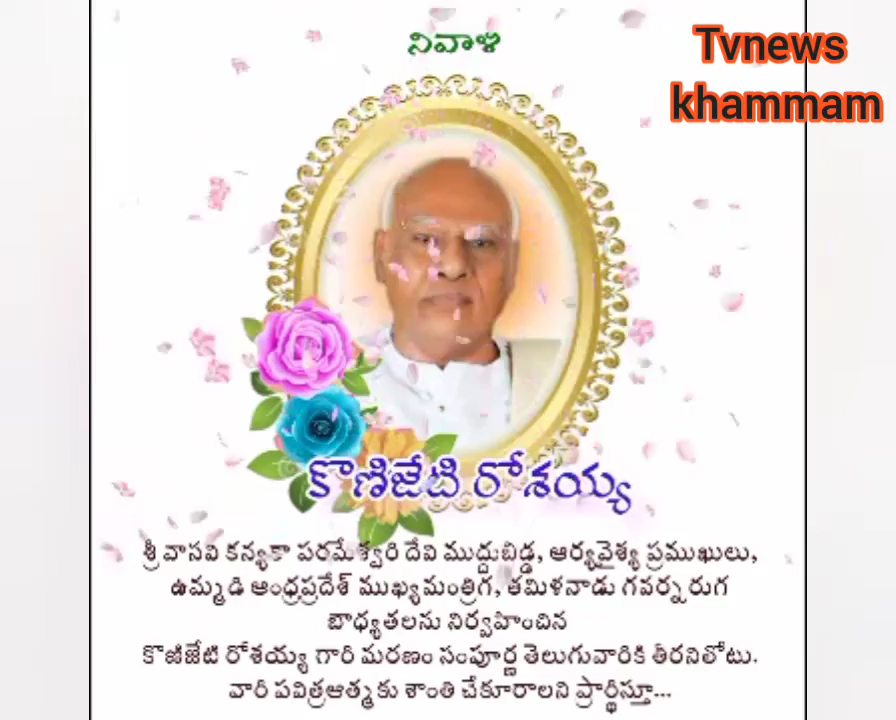 నివాళి
Tvnews
khammam
కొణిజేటి రోశయ్య
శ్రీ వాసవి కన్యకా పరమేశ్వరి దేవి ముద్దుబిడ్డ, ఆర్యవైశ్య ప్రముఖులు,
ఉమ్మడి ఆంధ్రప్రదేశ్ ముఖ్యమంత్రిగ, తమిళనాడు గవర్నరుగ
బాధ్యతలను నిర్వహించిన
కొణిజేటి రోశయ్య గారి మరణం సంపూర్ణ తెలుగువారికి తీరనిలోటు.
వారి పవిత్రఆత్మకు శాంతి చేకూరాలని ప్రార్థిస్తూ...